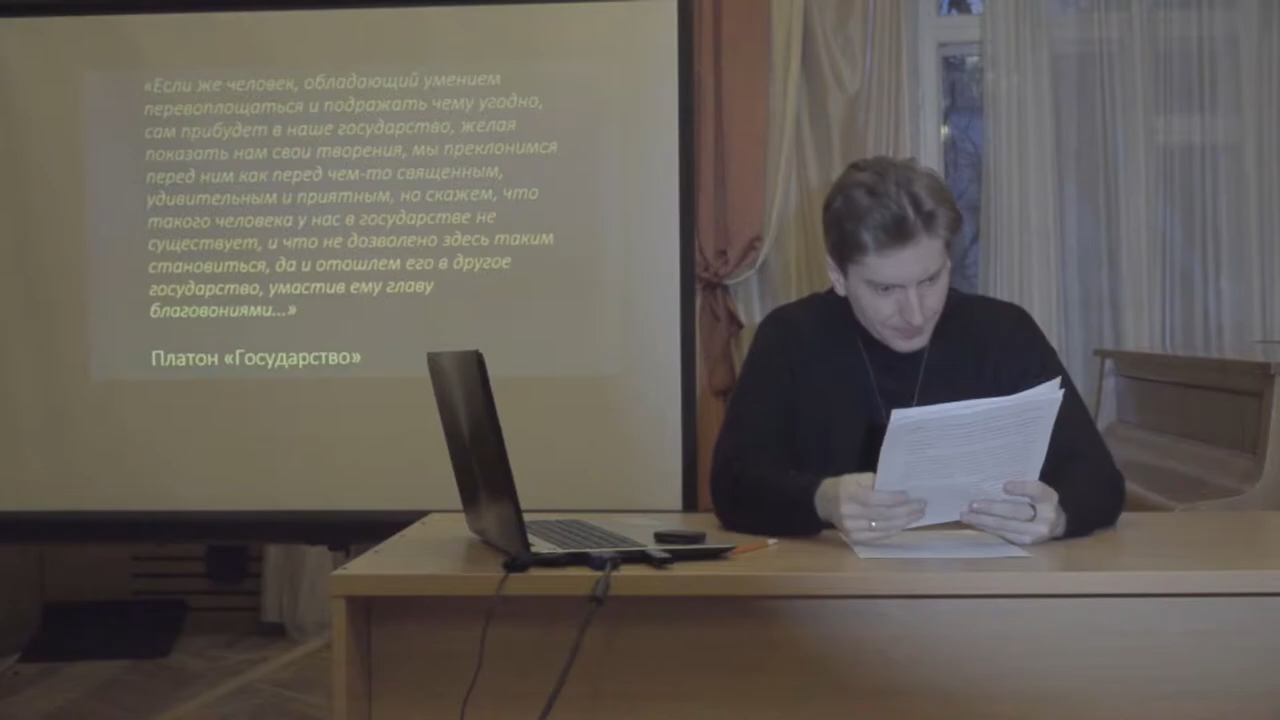 «Если же человек, обладающий умением
перевоплощаться и подражать чему угодно,
сам прибудет в наше государство, желая
показать нам свои творения, мы преклонимся
перед ним как перед чем-то священным,
удивительным и приятным, но скажем, что
такого человека у нас в государстве не
существует, и что не дозволено здесь таким
становиться, да и отошлем его в другое
государство, умастив ему главу
благовониями...»
Платон «Государство»